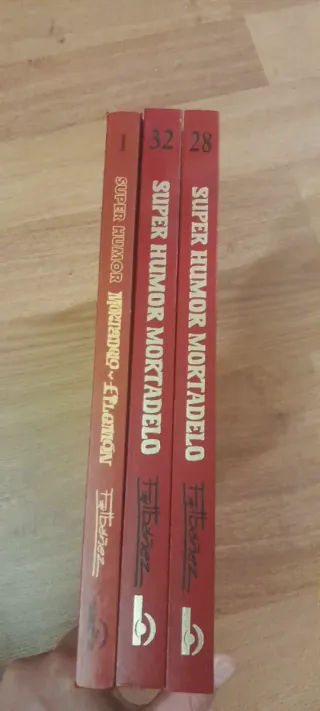 1
SUPER HUMOR
MORTADELO Y FILEMÓN
F. Ibáñez
32
SUPER HUMOR MORTADELO
F. Ibáñez
28
SUPER HUMOR MORTADELO
F. Ibáñez